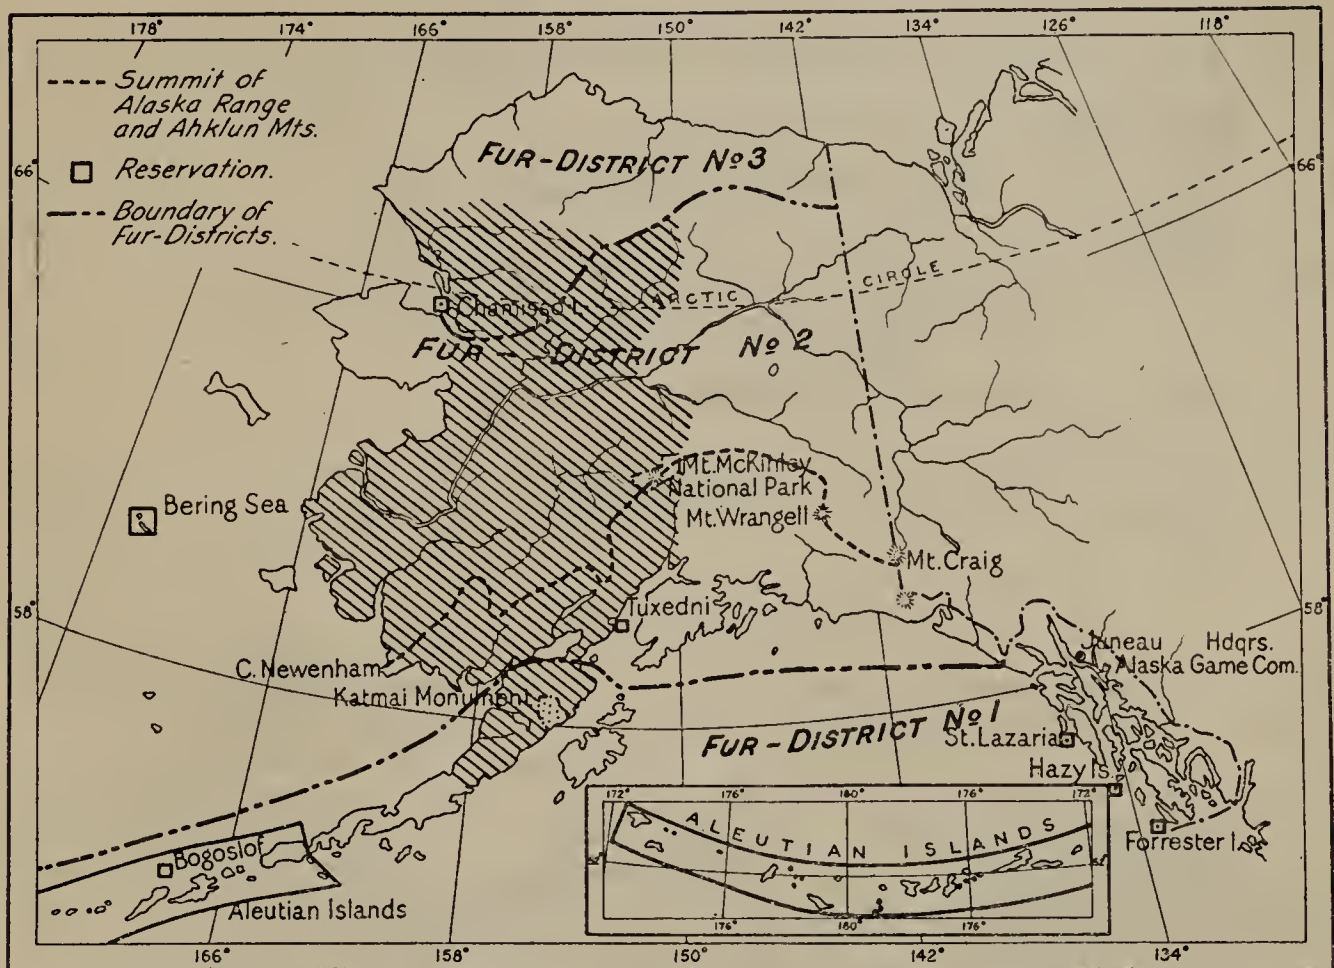 178° 174° 166° 158° 150° 142° 134° 126° 118°
Summit of
Alaska Range
and Ahklun Mts.
Reservation.
Boundary of
Fur-Districts.
66°
66°
FUR-DISTRICT No 3
ARCTIC CIRCLE
Chamisso I.
FUR - DISTRICT No 2
Mt. McKinley
National Park
Mt. Wrangell
Bering Sea
Mt. Craig
58°
58°
Tuxedni
Juneau Hdqrs.
Alaska Game Com.
C. Newenham
Katmai Monument
FUR-DISTRICT No 1
St. Lazaria
Hazy Is.
172° 176° 180° 176° 172°
ALEUTIAN ISLANDS
176° 180° 176°
Forrester I.
Bogoslof
Aleutian Islands
166° 158° 150° 142° 134°